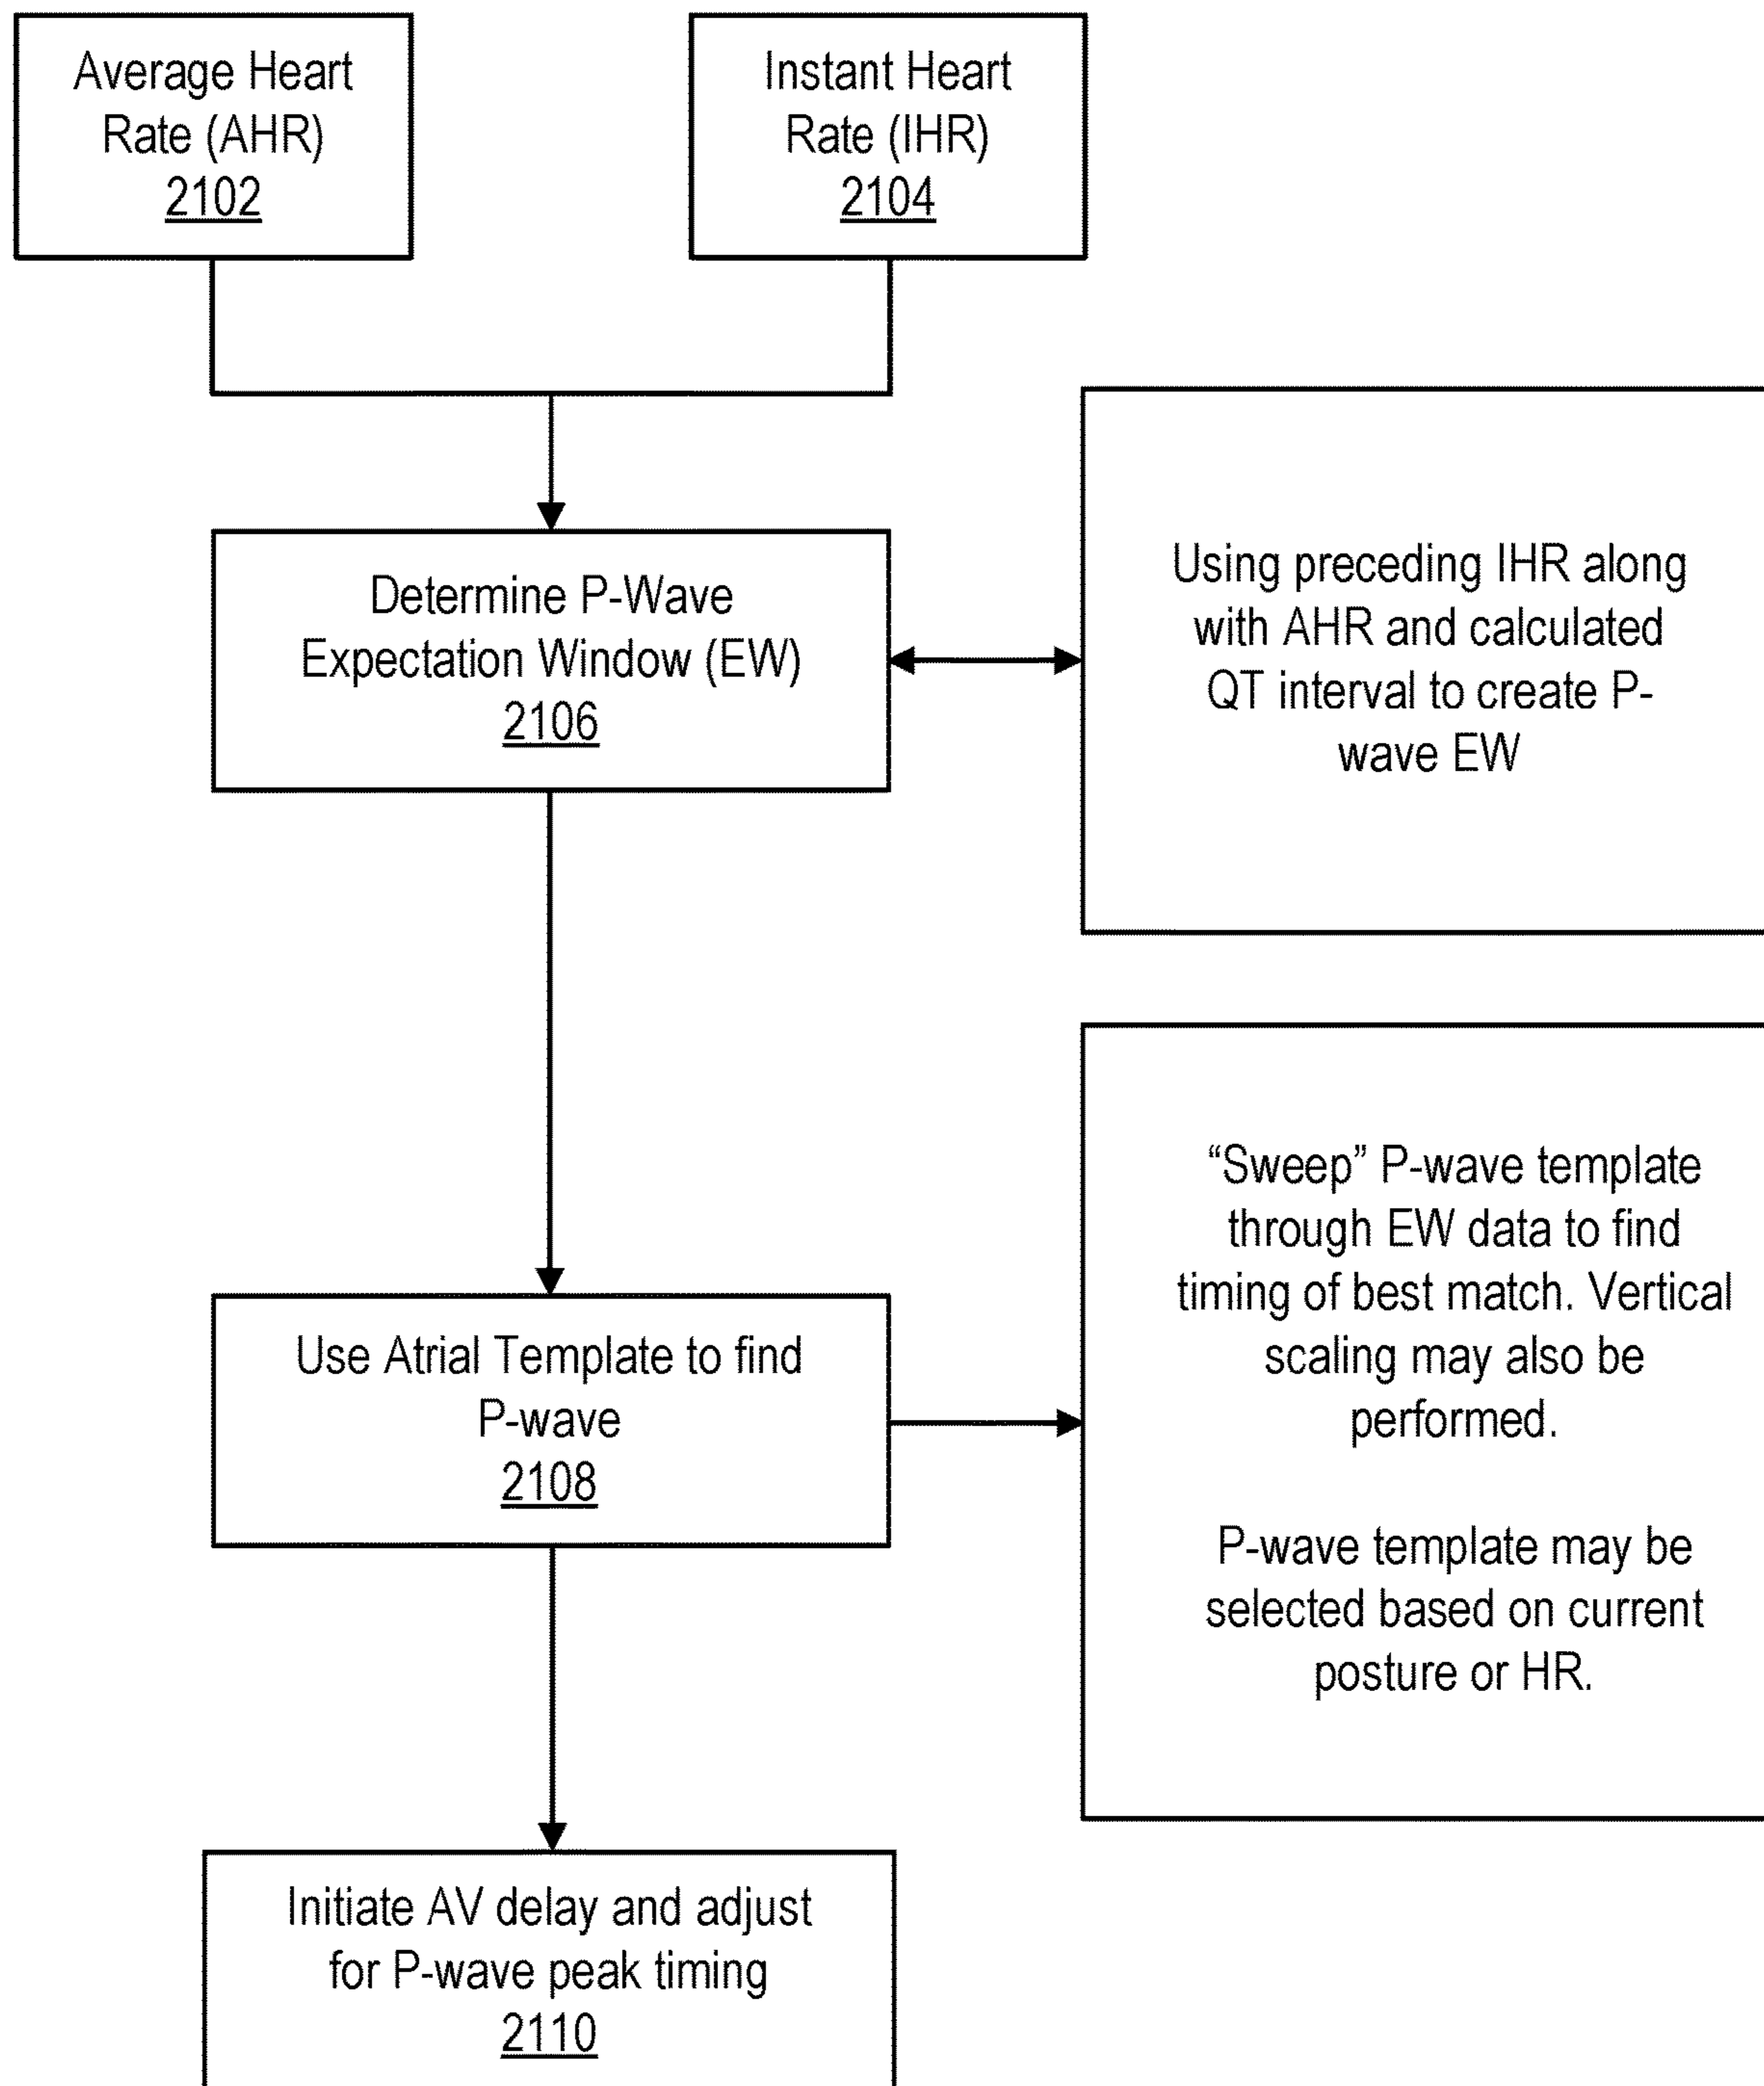 Average Heart
Rate (AHR)
2102
Instant Heart
Rate (IHR)
2104
Determine P-Wave
Expectation Window (EW)
2106
Using preceding IHR along
with AHR and calculated
QT interval to create P-
wave EW
Use Atrial Template to find
P-wave
2108
“Sweep” P-wave template
through EW data to find
timing of best match. Vertical
scaling may also be
performed.
P-wave template may be
selected based on current
posture or HR.
Initiate AV delay and adjust
for P-wave peak timing
2110